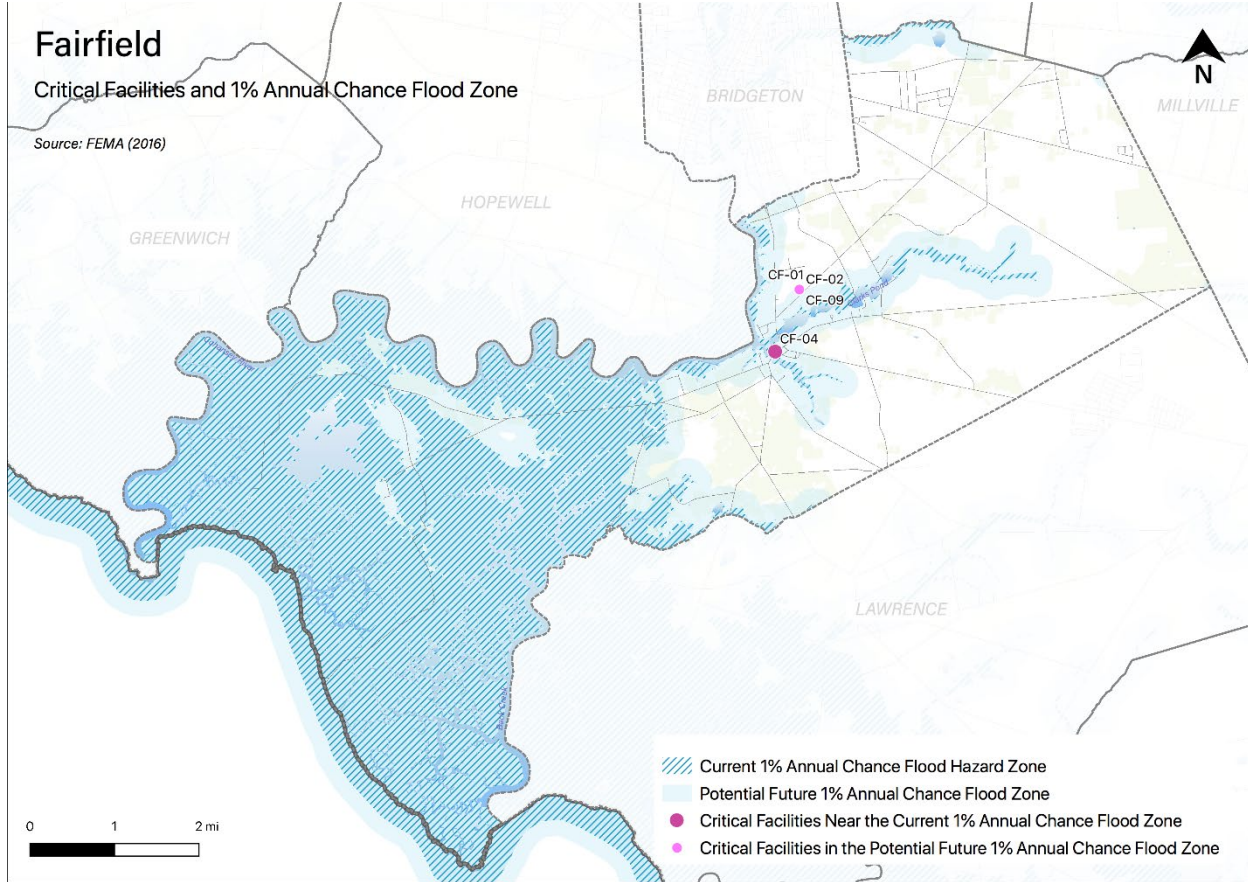 Fairfield
Critical Facilities and 1% Annual Chance Flood Zone
Source: FEMA (2016)
N
BRIDGETON
MILLVILLE
HOPEWELL
GREENWICH
CF-01 CF-02
CF-09
CF-04
LAWRENCE
Current 1% Annual Chance Flood Hazard Zone
Potential Future 1% Annual Chance Flood Zone
Critical Facilities Near the Current 1% Annual Chance Flood Zone
Critical Facilities in the Potential Future 1% Annual Chance Flood Zone
0 1 2 mi